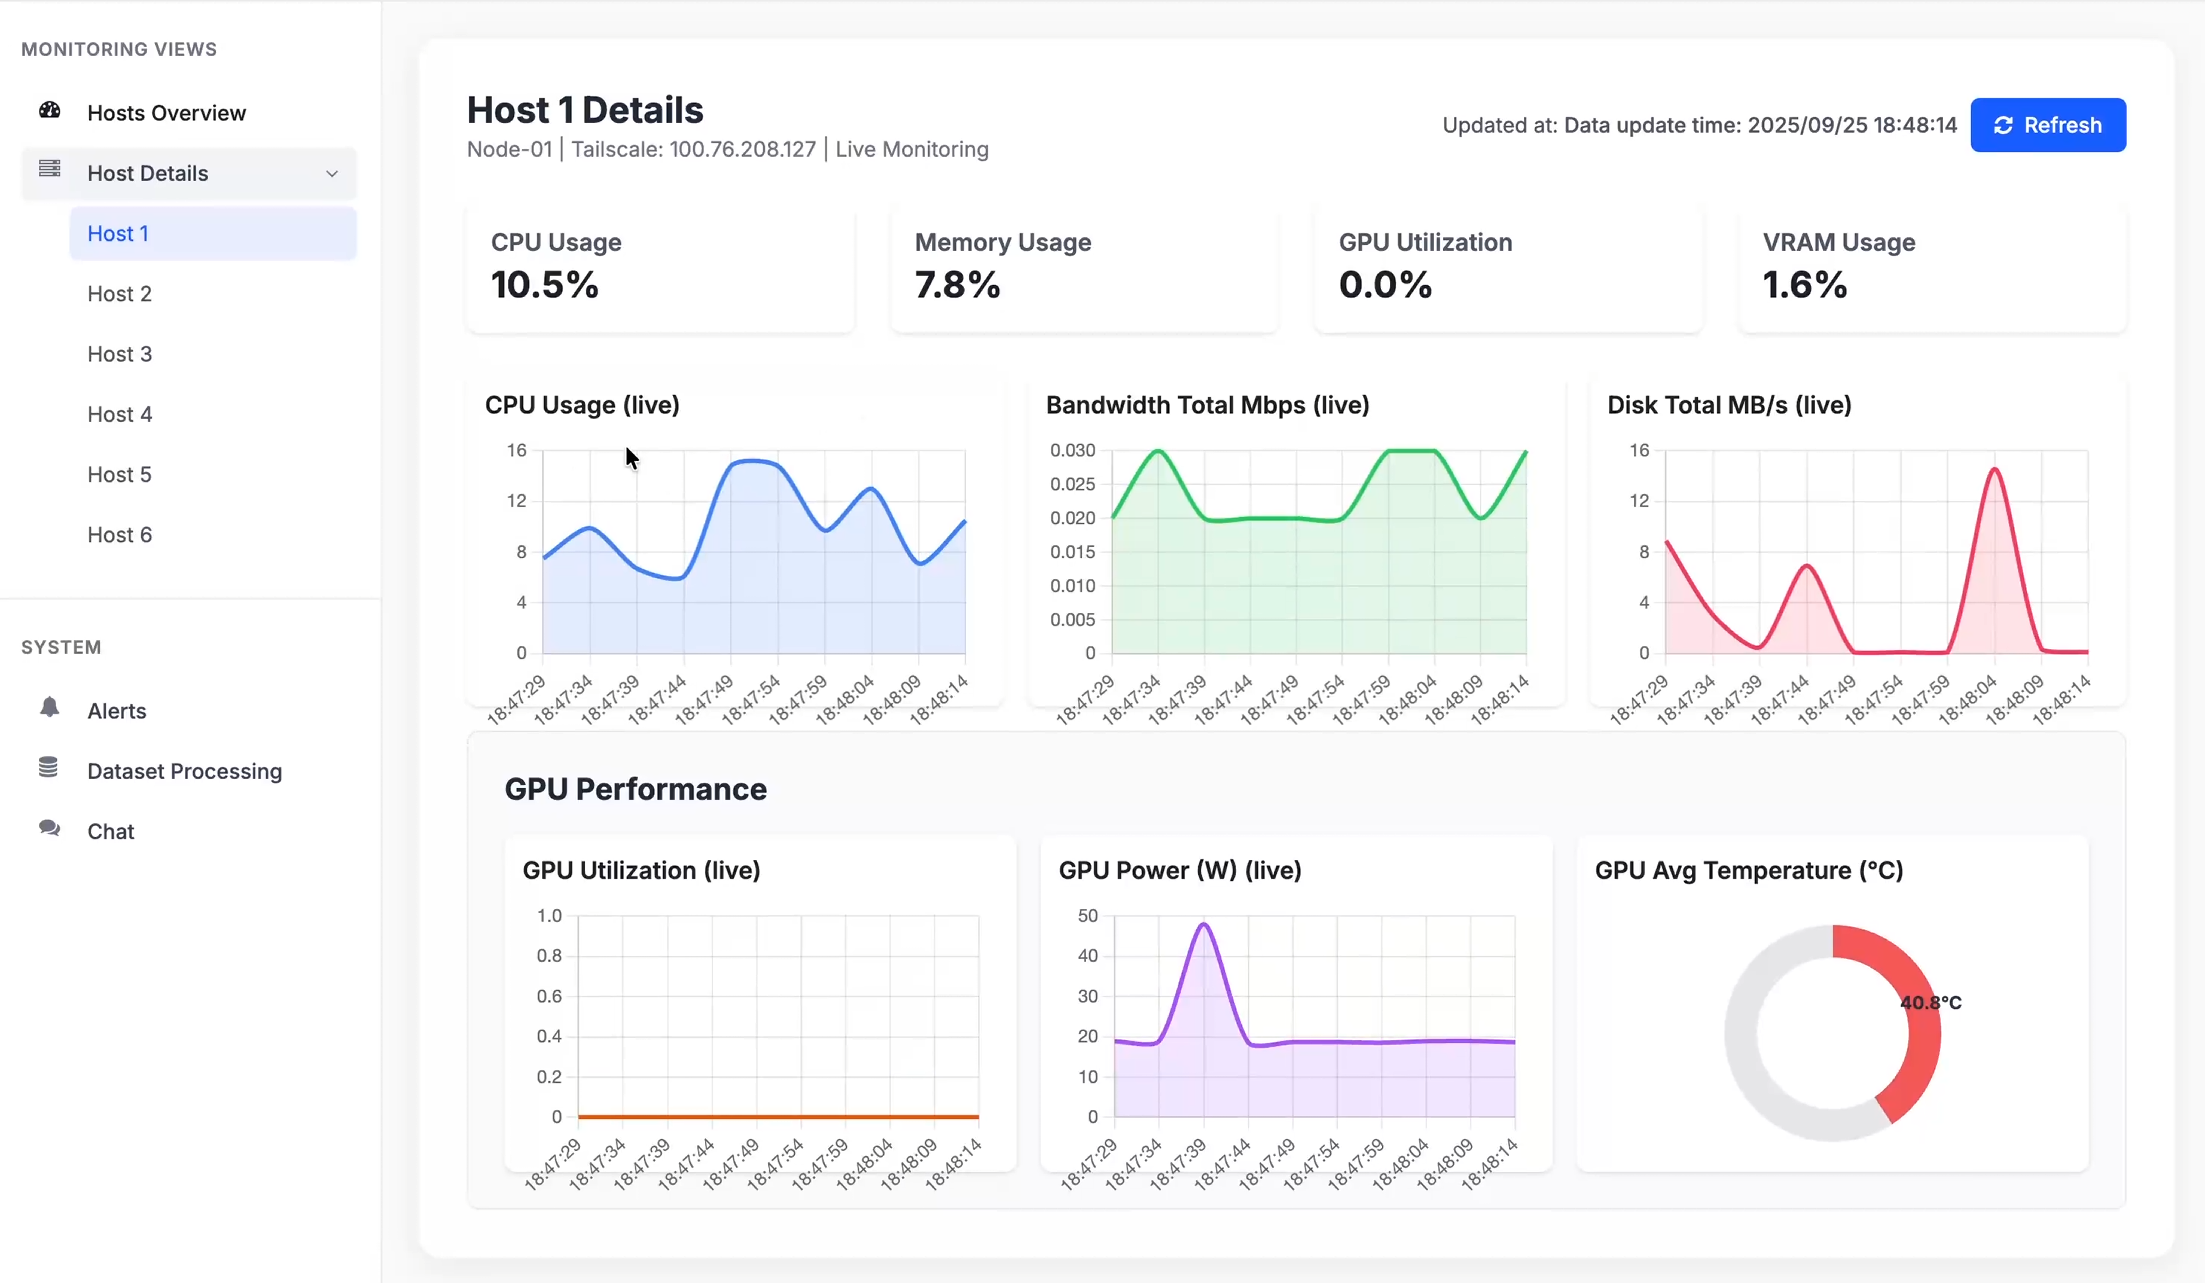 MONITORING VIEWS
Hosts Overview
Host Details
Host 1
Host 2
Host 3
Host 4
Host 5
Host 6
SYSTEM
Alerts
Dataset Processing
Chat
Host 1 Details
Node-01 | Tailscale: 100.76.208.127 | Live Monitoring
Updated at: Data update time: 2025/09/25 18:48:14
Refresh
CPU Usage
10.5%
Memory Usage
7.8%
GPU Utilization
0.0%
VRAM Usage
1.6%
CPU Usage (live)
16
12
8
4
0
18:47:29 18:47:34 18:47:39 18:47:44 18:47:49 18:47:54 18:47:59 18:48:04 18:48:09 18:48:14
Bandwidth Total Mbps (live)
0.030
0.025
0.020
0.015
0.010
0.005
0
18:47:29 18:47:34 18:47:39 18:47:44 18:47:49 18:47:54 18:47:59 18:48:04 18:48:09 18:48:14
Disk Total MB/s (live)
16
12
8
4
0
18:47:29 18:47:34 18:47:39 18:47:44 18:47:49 18:47:54 18:47:59 18:48:04 18:48:09 18:48:14
GPU Performance
GPU Utilization (live)
1.0
0.8
0.6
0.4
0.2
0
18:47:29 18:47:34 18:47:39 18:47:44 18:47:49 18:47:54 18:47:59 18:48:04 18:48:09 18:48:14
GPU Power (W) (live)
50
40
30
20
10
0
18:47:29 18:47:34 18:47:39 18:47:44 18:47:49 18:47:54 18:47:59 18:48:04 18:48:09 18:48:14
GPU Avg Temperature (°C)
40.8°C